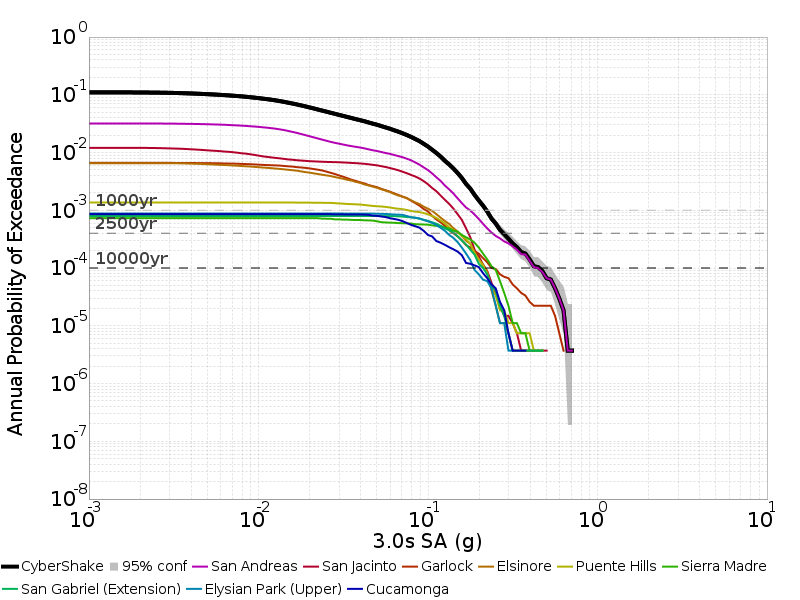 10^0
10^-1
10^-2
10^-3
10^-4
10^-5
10^-6
10^-7
10^-8
Annual Probability of Exceedance
1000yr
2500yr
10000yr
10^-3 10^-2 10^-1 10^0 10^1
3.0s SA (g)
CyberShake 95% conf San Andreas San Jacinto Garlock Elsinore Puente Hills Sierra Madre
San Gabriel (Extension) Elysian Park (Upper) Cucamonga